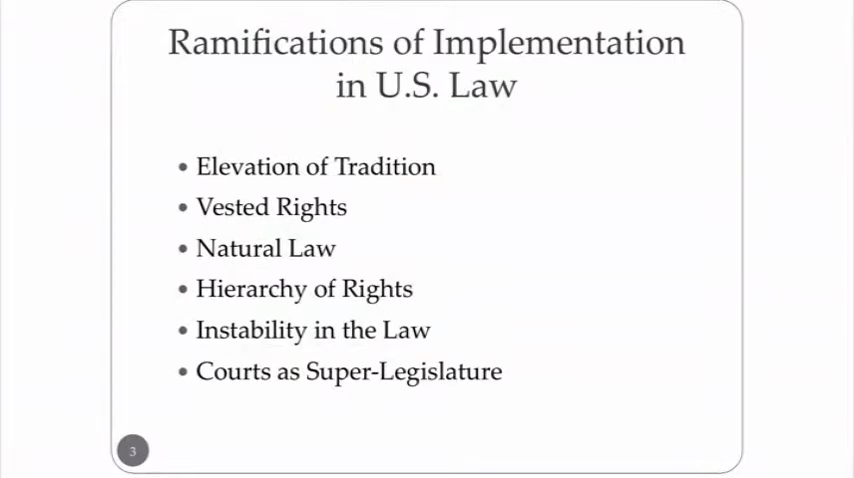 Ramifications of Implementation
in U.S. Law
• Elevation of Tradition
• Vested Rights
• Natural Law
• Hierarchy of Rights
• Instability in the Law
• Courts as Super-Legislature
3